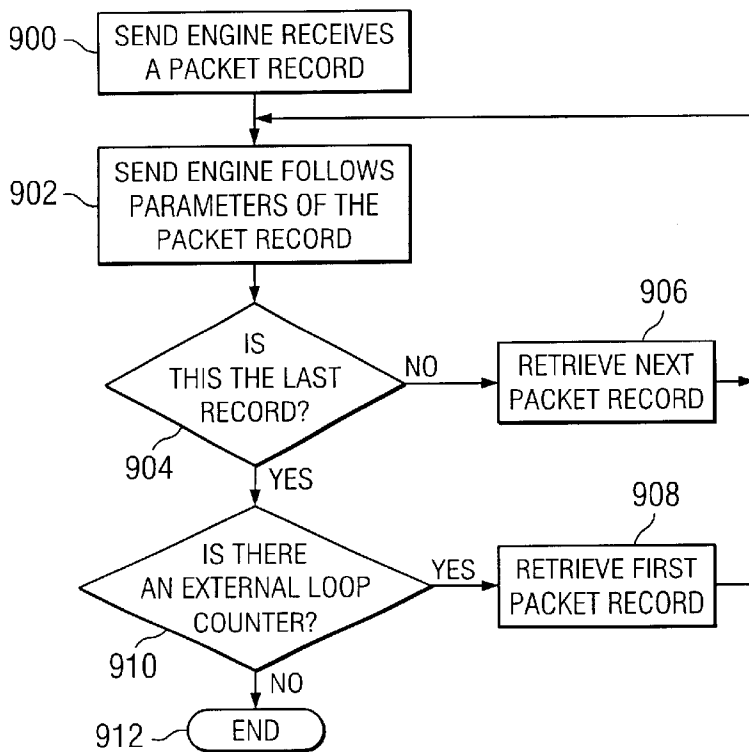 900
SEND ENGINE RECEIVES
A PACKET RECORD
902
SEND ENGINE FOLLOWS
PARAMETERS OF THE
PACKET RECORD
IS
THIS THE LAST
RECORD?
904
NO
906
RETRIEVE NEXT
PACKET RECORD
YES
IS THERE
AN EXTERNAL LOOP
COUNTER?
910
YES
908
RETRIEVE FIRST
PACKET RECORD
NO
912
END